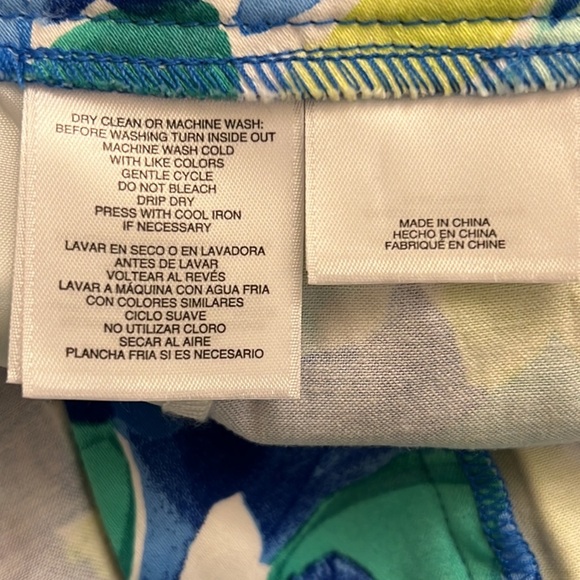 DRY CLEAN OR MACHINE WASH:
BEFORE WASHING TURN INSIDE OUT
MACHINE WASH COLD
WITH LIKE COLORS
GENTLE CYCLE
DO NOT BLEACH
DRIP DRY
PRESS WITH COOL IRON
IF NECESSARY
LAVAR EN SECO O EN LAVADORA
ANTES DE LAVAR
VOLTEAR AL REVÉS
LAVAR A MÁQUINA CON AGUA FRIA
CON COLORES SIMILARES
CICLO SUAVE
NO UTILIZAR CLORO
SECAR AL AIRE
PLANCHA FRIA SI ES NECESARIO
MADE IN CHINA
HECHO EN CHINA
FABRIQUÉ EN CHINE